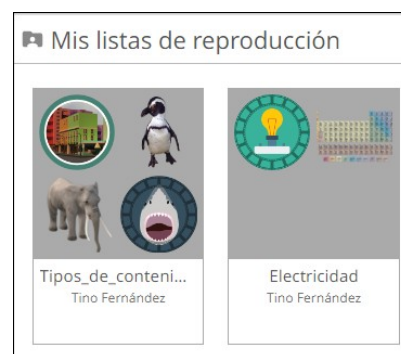 Mis listas de reproducción
Tipos_de_conteni...
Tino Fernández
Electricidad
Tino Fernández